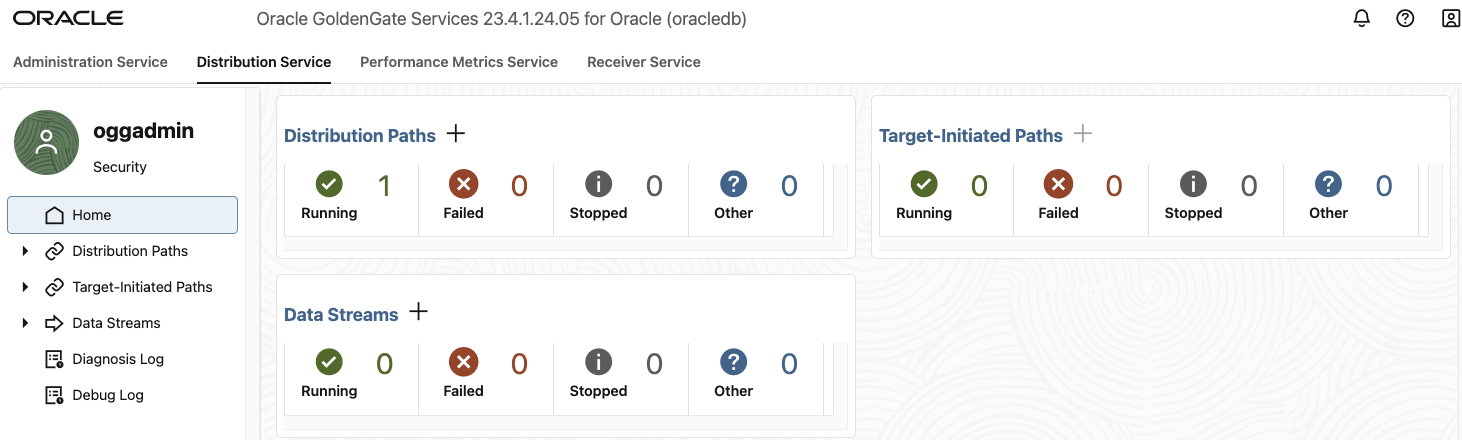 ORACLE
Oracle GoldenGate Services 23.4.1.24.05 for Oracle (oracledb)
Administration Service
Distribution Service
Performance Metrics Service
Receiver Service
oggadmin
Security
Home
Distribution Paths
Target-Initiated Paths
Data Streams
Diagnosis Log
Debug Log
Distribution Paths
1 0 0 0
Running Failed Stopped Other
Target-Initiated Paths
0 0 0 0
Running Failed Stopped Other
Data Streams
0 0 0 0
Running Failed Stopped Other